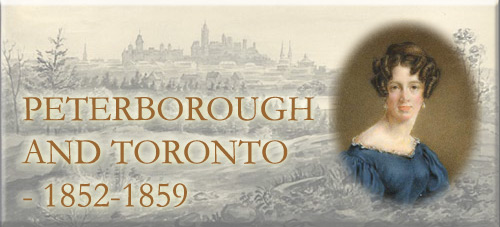 PETERBOROUGH
AND TORONTO
- 1852-1859